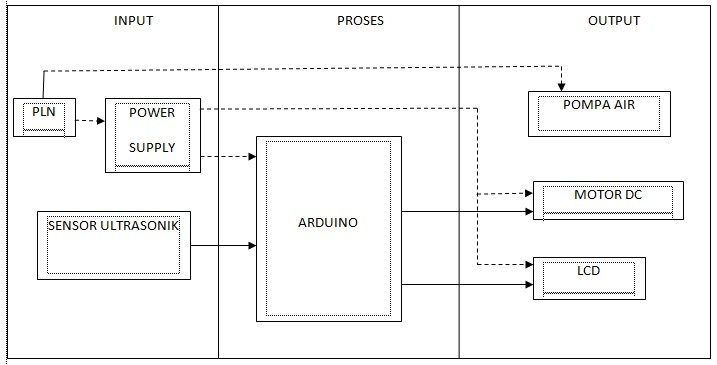 INPUT
PROSES
OUTPUT
PLN
POWER
SUPPLY
POMPA AIR
SENSOR ULTRASONIK
ARDUINO
MOTOR DC
LCD